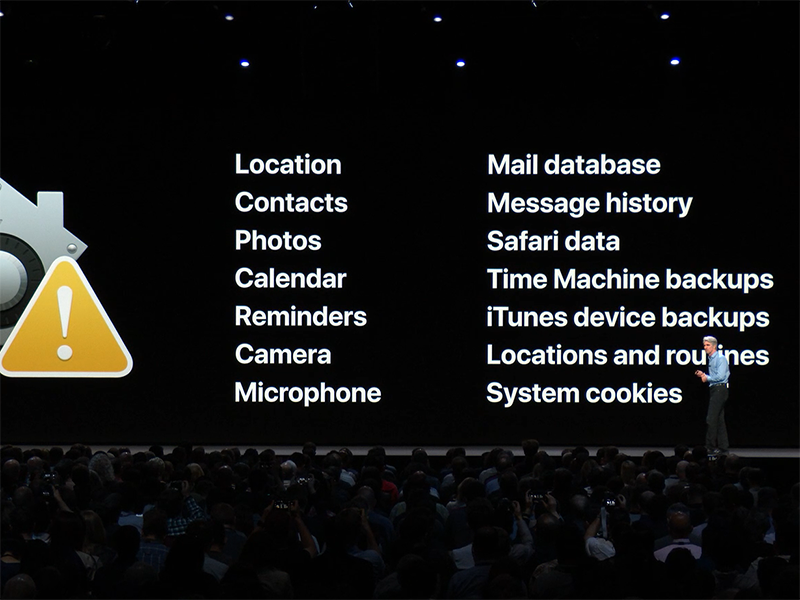 Location
Contacts
Photos
Calendar
Reminders
Camera
Microphone
Mail database
Message history
Safari data
Time Machine backups
iTunes device backups
Locations and routines
System cookies